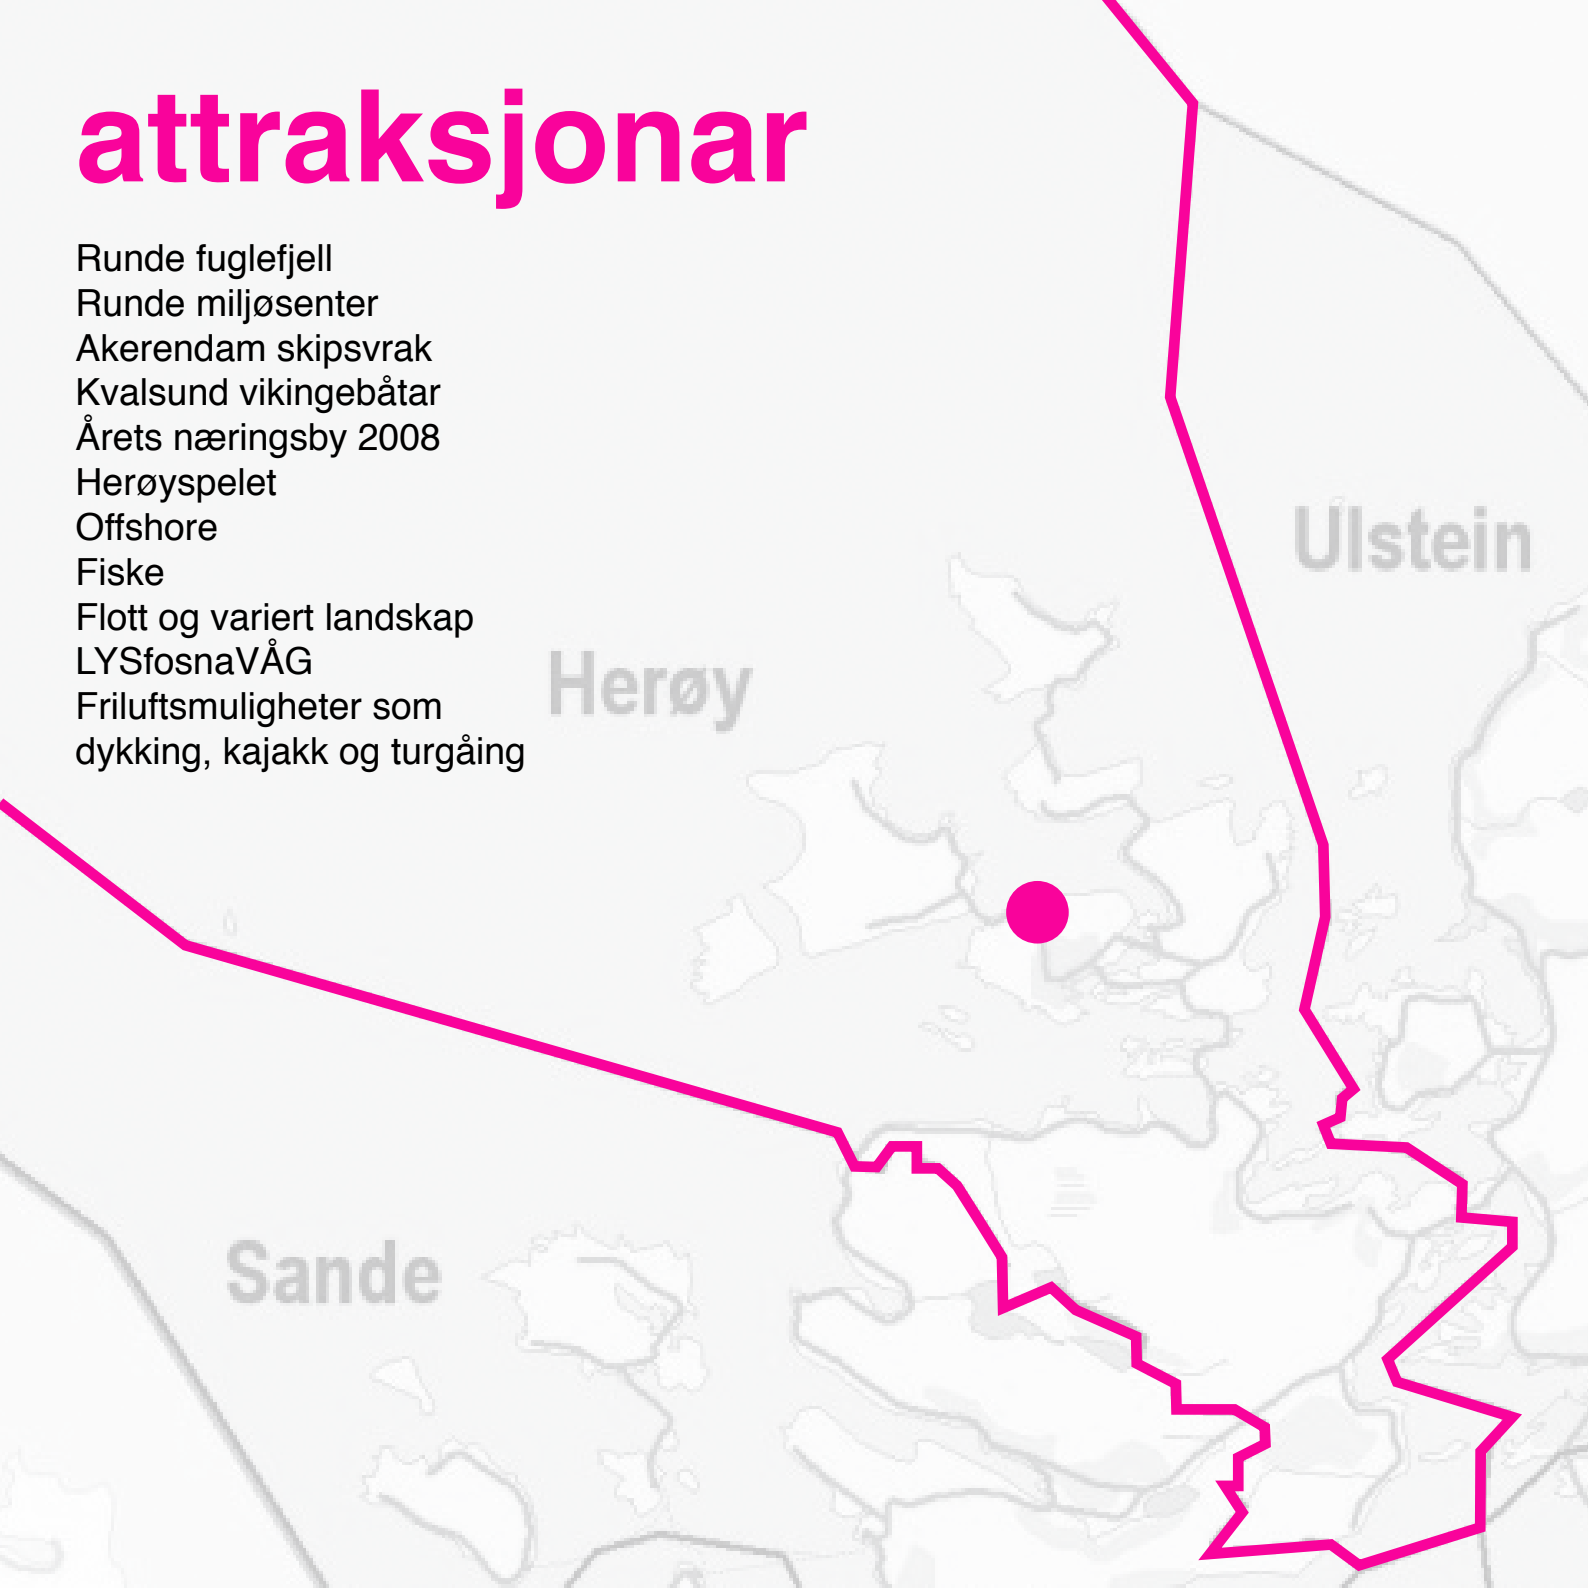 attraksjonar
Runde fuglefjell
Runde miljøsenter
Akerendam skipsvrak
Kvalsund vikingebåtar
Årets næringsby 2008
Herøyspelet
Offshore
Fiske
Flott og variert landskap
LYSfosnaVÅG
Friluftsmuligheter som
dykking, kajakk og turgåing
Ulstein
Herøy
Sande